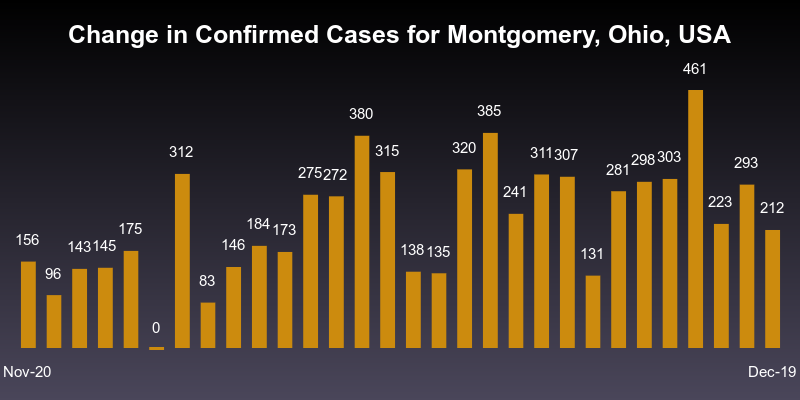 Change in Confirmed Cases for Montgomery, Ohio, USA
156 96 143 145 175 0 312 83 146 184 173 275 272 380 315 138 135 320 385 241 311 307 131 281 298 303 461 223 293 212
Nov-20 Dec-19